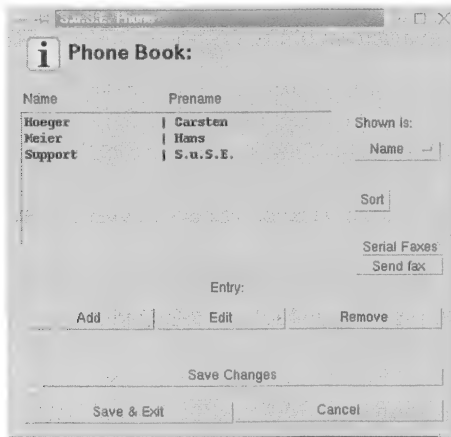 S.u.S.E. Phone
i Phone Book:
Name Prename
Hoeger | Carsten
Meier | Hans
Support | S.u.S.E.
Shown is:
Name
Sort
Serial Faxes
Send fax
Entry:
Add Edit Remove
Save Changes
Save & Exit Cancel